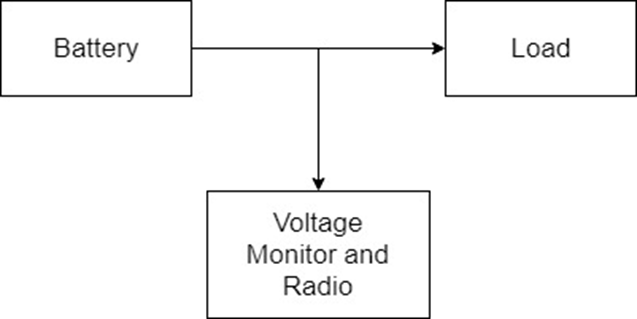 Battery
Load
Voltage
Monitor and
Radio